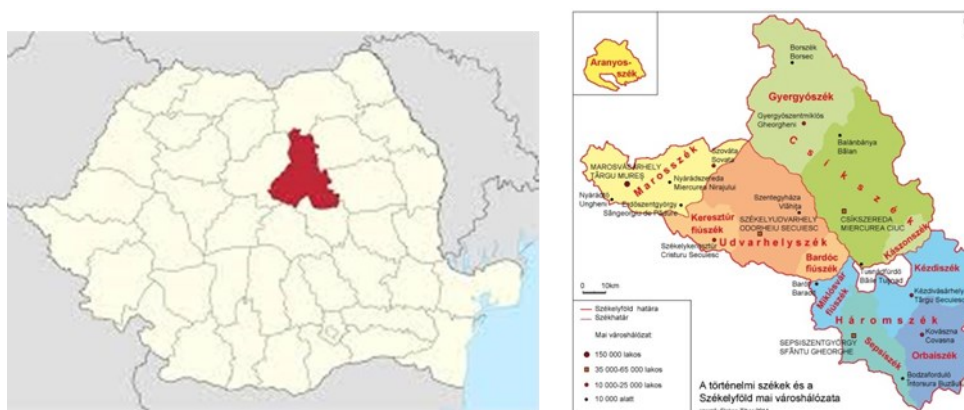 Aranyos-
szék
Borszék
Borsec
Gyergyószék
Gyergyószentmiklós
Gheorgheni
Balánbánya
Bălan
Csíkszék
Szováta
Sovata
MAROSVÁSÁRHELY
TÂRGU MUREȘ
Marosszék
Nyárádszereda
Miercurea Nirajului
Nyárádtő
Ungheni
Erdőszentgyörgy
Sângeorgiu de Pădure
Szentegyháza
Vlăhița
Keresztúr
fiúszék
SZÉKELYUDVARHELY
ODORHEIU SECUIESC
CSÍKSZEREDA
MIERCUREA CIUC
Udvarhelyszék
Kászonszék
Székelykeresztúr
Cristuru Secuiesc
Bardóc
fiúszék
Tusnádfürdő
Băile Tușnad
Kézdiszék
Barót
Baraolt
Miklósvár
fiúszék
Kézdivásárhely
Târgu Secuiesc
Háromszék
Kovászna
Covasna
SEPSISZENTGYÖRGY
SFÂNTU GHEORGHE
Sepsiszék
Orbaiszék
Bodzaforduló
Întorsura Buzăului
0 10km
Székelyföld határa
Székhatár
Mai városhálózat:
150 000 lakos
35 000-65 000 lakos
10 000-25 000 lakos
10 000 alatt
A történelmi székek és a
Székelyföld mai városhálózata